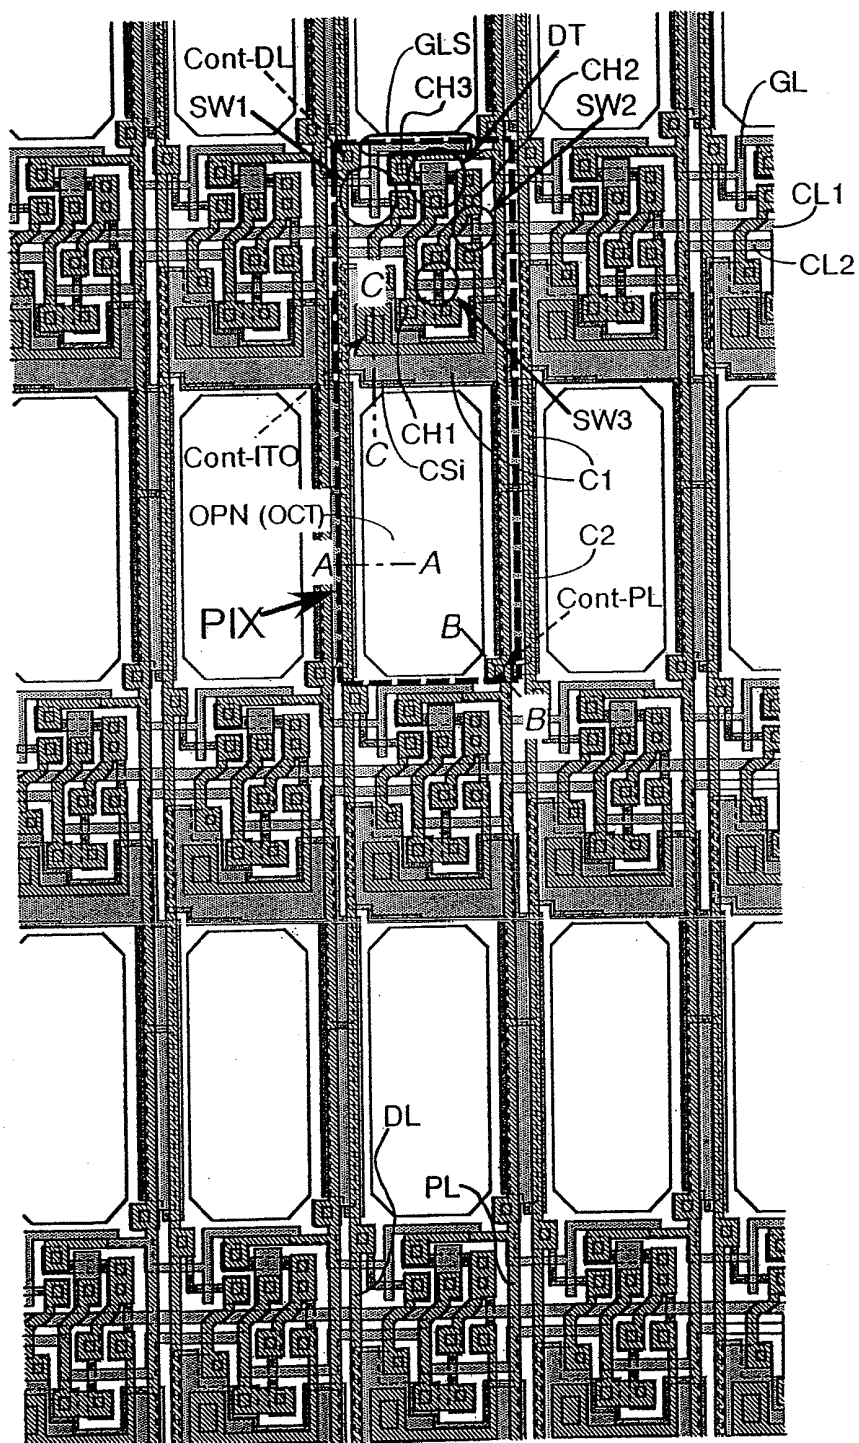 GLS
DT
Cont-DL
CH3
CH2
SW1
SW2
GL
CL1
CL2
C
SW3
CH1
Cont-ITO
C
CSi
C1
OPN (OCT)
C2
A
A
Cont-PL
PIX
B
B
DL
PL